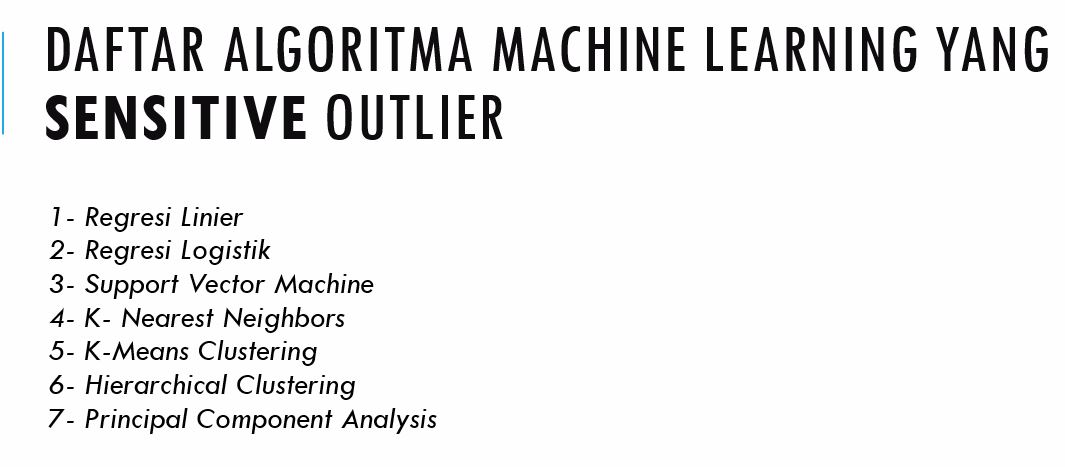 DAFTAR ALGORITMA MACHINE LEARNING YANG
SENSITIVE OUTLIER
1- Regresi Linier
2- Regresi Logistik
3- Support Vector Machine
4- K- Nearest Neighbors
5- K-Means Clustering
6- Hierarchical Clustering
7- Principal Component Analysis